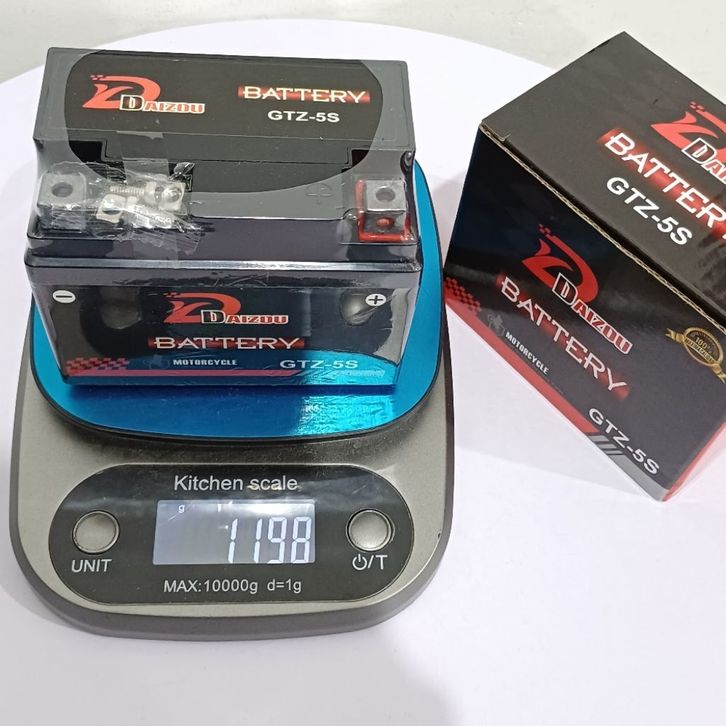 DAIZOU
BATTERY
GTZ-5S
DAIZOU
BATTERY
MOTORCYCLE GTZ-5S
DAIZOU
BATTERY
GTZ-5S
DAIZOU
BATTERY
MOTORCYCLE
GTZ-5S
100%
Kitchen scale
g
1198
UNIT
⏻/T
MAX:10000g d=1g